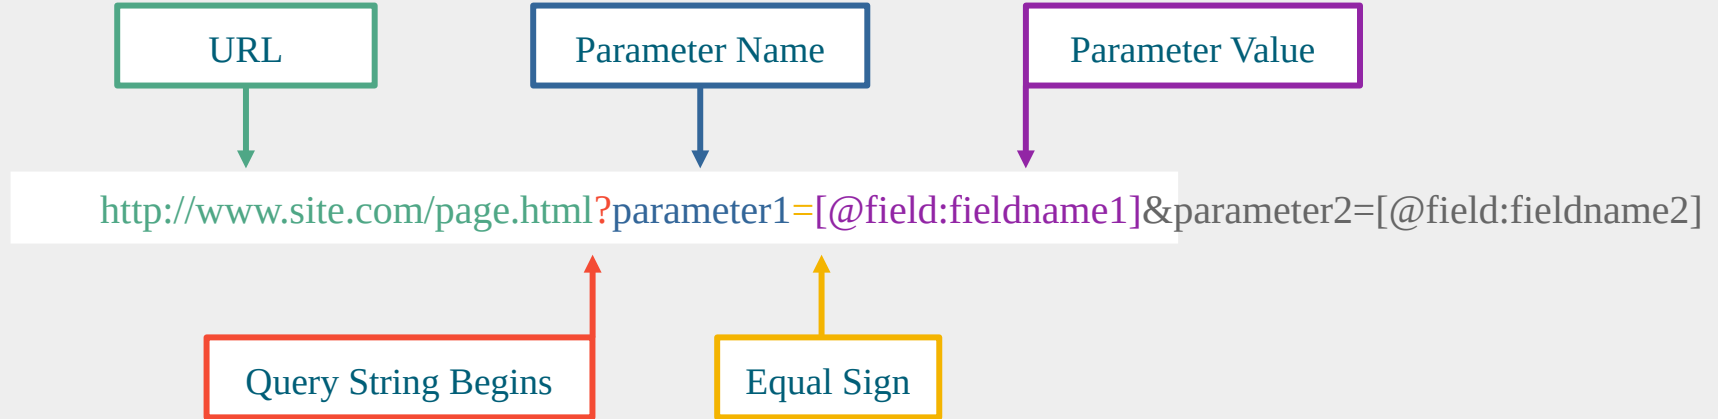 URL
Parameter Name
Parameter Value
http://www.site.com/page.html?parameter1=[@field:fieldname1]&parameter2=[@field:fieldname2]
Query String Begins
Equal Sign